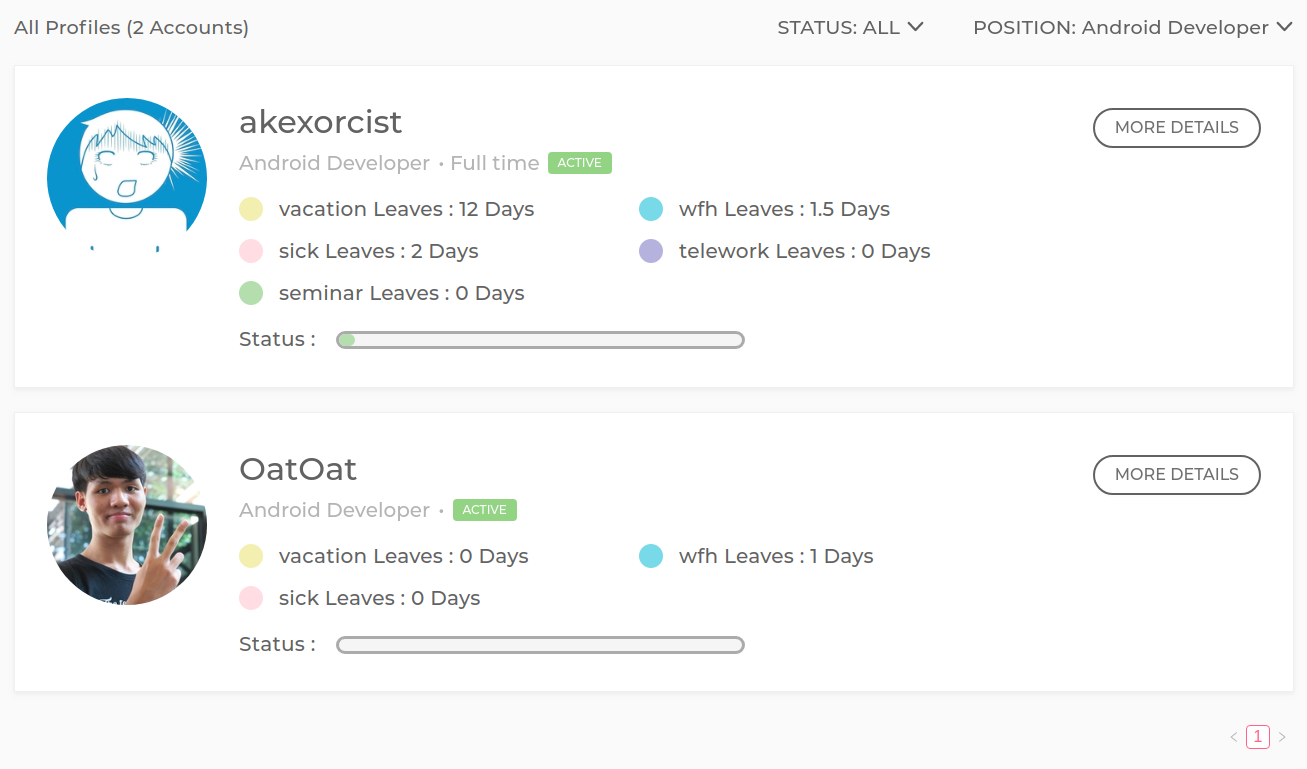 All Profiles (2 Accounts)
STATUS: ALL
POSITION: Android Developer
akexorcist
MORE DETAILS
Android Developer • Full time ACTIVE
vacation Leaves : 12 Days
wfh Leaves : 1.5 Days
sick Leaves : 2 Days
telework Leaves : 0 Days
seminar Leaves : 0 Days
Status :
OatOat
MORE DETAILS
Android Developer • ACTIVE
vacation Leaves : 0 Days
wfh Leaves : 1 Days
sick Leaves : 0 Days
Status :
< 1 >